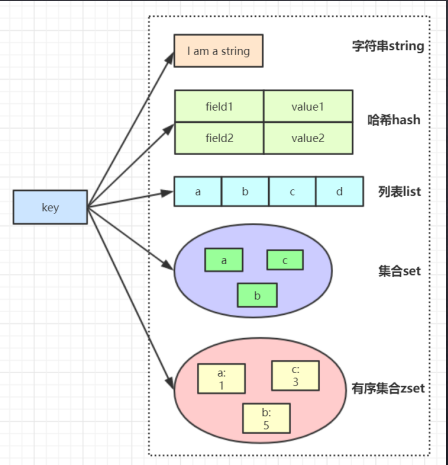 I am a string
字符串string
field1 value1
哈希hash
field2 value2
key
a b c d
列表list
a c
集合set
b
a:
1
c:
3
有序集合zset
b:
5